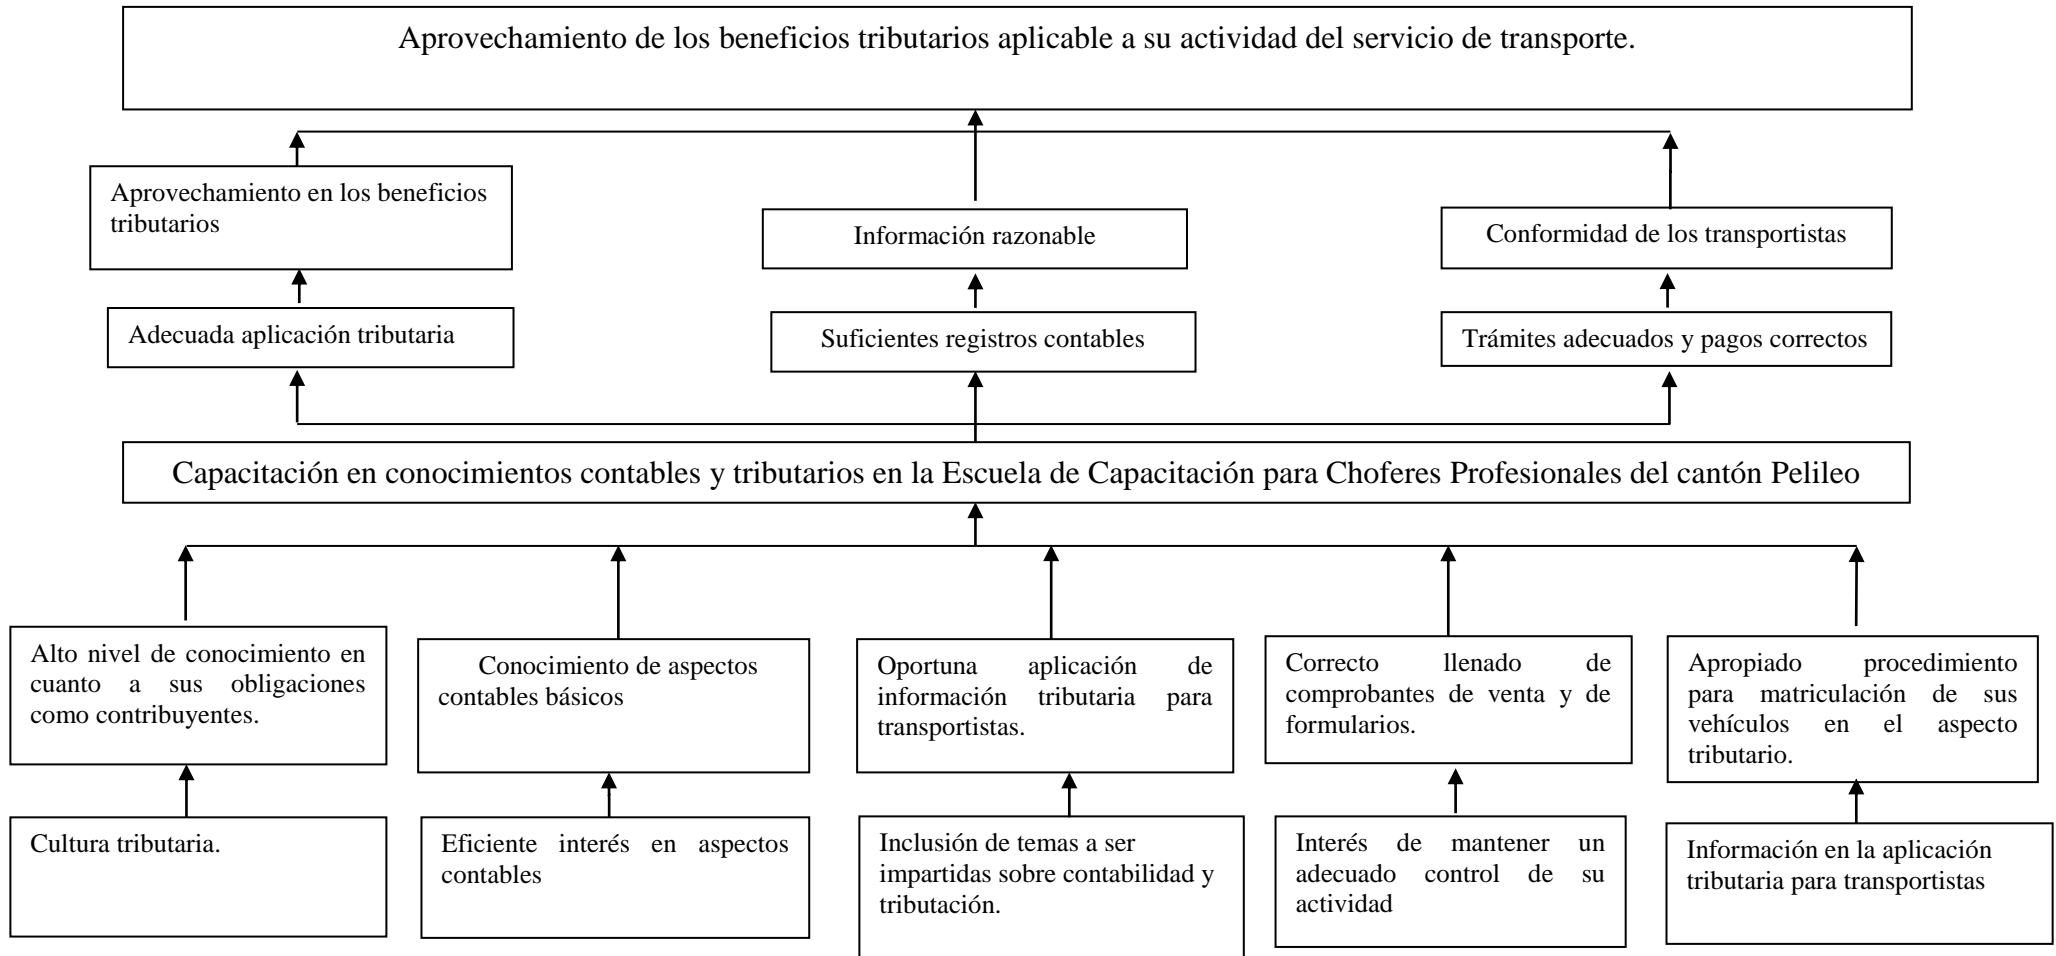 Aprovechamiento de los beneficios tributarios aplicable a su actividad del servicio de transporte.
Aprovechamiento en los beneficios
tributarios
Información razonable
Conformidad de los transportistas
Adecuada aplicación tributaria
Suficientes registros contables
Trámites adecuados y pagos correctos
Capacitación en conocimientos contables y tributarios en la Escuela de Capacitación para Choferes Profesionales del cantón Pelileo
Alto nivel de conocimiento en
cuanto a sus obligaciones
como contribuyentes.
Conocimiento de aspectos
contables básicos
Oportuna aplicación de
información tributaria para
transportistas.
Correcto llenado de
comprobantes de venta y de
formularios.
Apropiado procedimiento
para matriculación de sus
vehículos en el aspecto
tributario.
Cultura tributaria.
Eficiente interés en aspectos
contables
Inclusión de temas a ser
impartidas sobre contabilidad y
tributación.
Interés de mantener un
adecuado control de su
actividad
Información en la aplicación
tributaria para transportistas